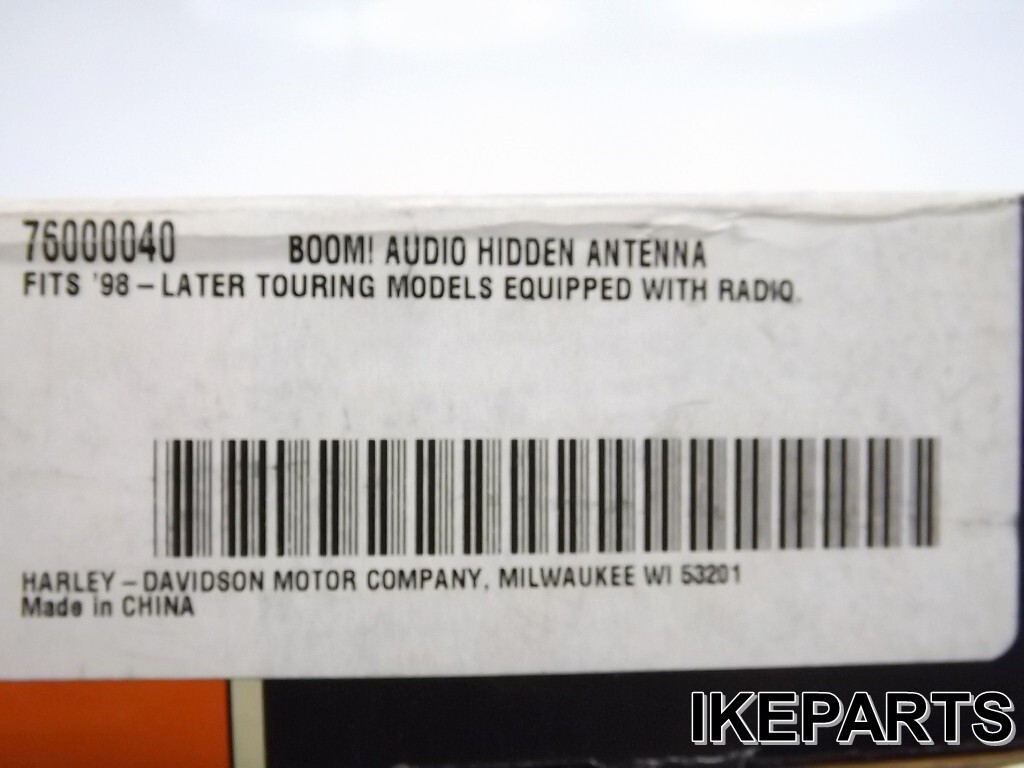 76000040 BOOM! AUDIO HIDDEN ANTENNA
FITS '98-LATER TOURING MODELS EQUIPPED WITH RADIO.
HARLEY-DAVIDSON MOTOR COMPANY, MILWAUKEE WI 53201
Made in CHINA
IKEPARTS